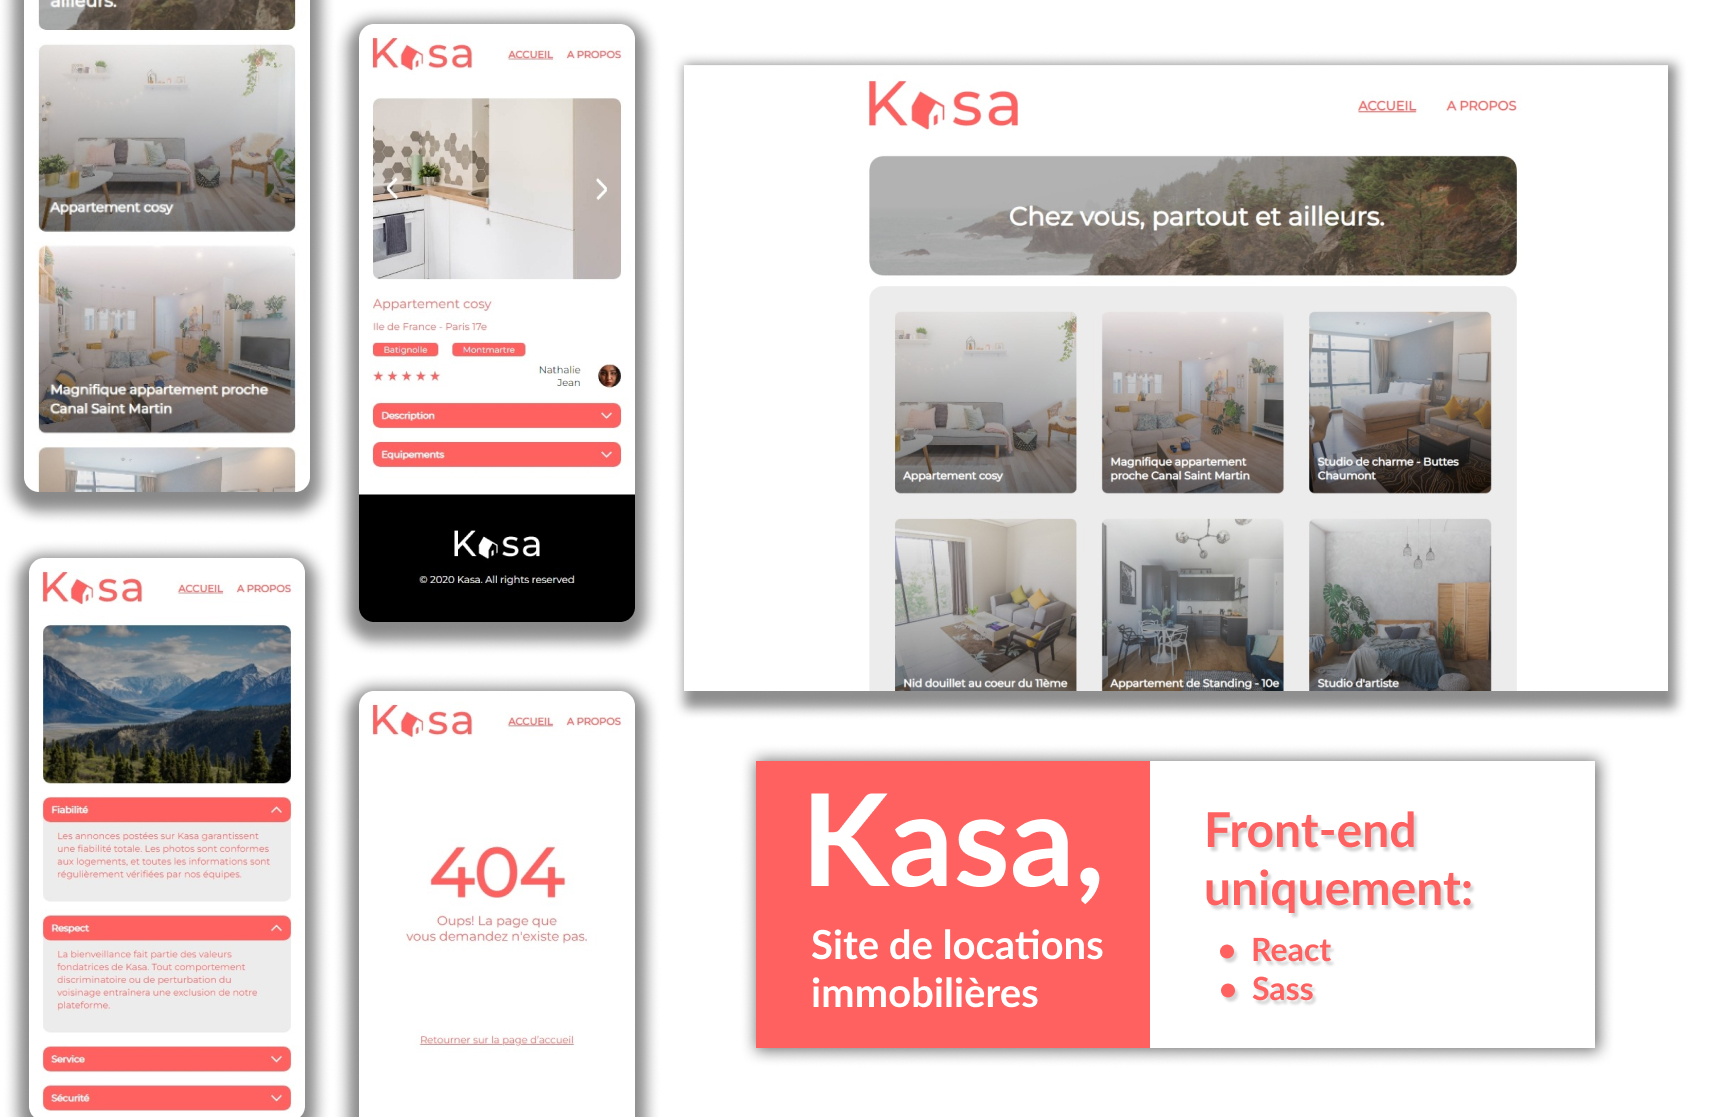 ailleurs.
Appartement cosy
Magnifique appartement proche
Canal Saint Martin
Kasa
ACCUEIL A PROPOS
Appartement cosy
Ile de France - Paris 17e
Batignolle Montmartre
Nathalie
Jean
Description
Equipements
Kasa
© 2020 Kasa. All rights reserved
Kasa
ACCUEIL A PROPOS
Chez vous, partout et ailleurs.
Appartement cosy
Magnifique appartement
proche Canal Saint Martin
Studio de charme - Buttes
Chaumont
Nid douillet au coeur du 11ème
Appartement de Standing - 10e
Studio d'artiste
Kasa
ACCUEIL A PROPOS
Fiabilité
Les annonces postées sur Kasa garantissent
une fiabilité totale. Les photos sont conformes
aux logements, et toutes les informations sont
régulièrement vérifiées par nos équipes.
Respect
La bienveillance fait partie des valeurs
fondatrices de Kasa. Tout comportement
discriminatoire ou de perturbation du
voisinage entraînera une exclusion de notre
plateforme.
Service
Sécurité
Kasa
ACCUEIL A PROPOS
404
Oups! La page que
vous demandez n'existe pas.
Retourner sur la page d'accueil
Kasa,
Site de locations
immobilières
Front-end
uniquement:
● React
● Sass